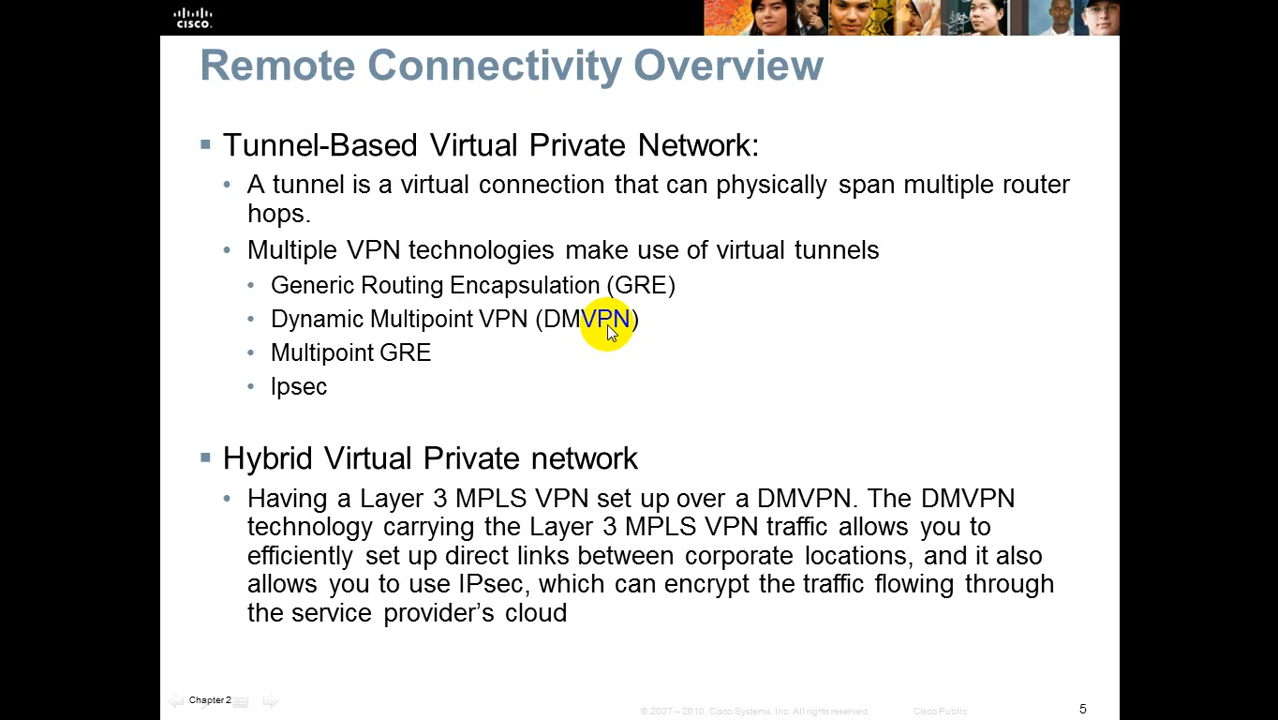 CISCO
Remote Connectivity Overview
Tunnel-Based Virtual Private Network:
A tunnel is a virtual connection that can physically span multiple router
hops.
Multiple VPN technologies make use of virtual tunnels
Generic Routing Encapsulation (GRE)
Dynamic Multipoint VPN (DMVPN)
Multipoint GRE
Ipsec
Hybrid Virtual Private network
Having a Layer 3 MPLS VPN set up over a DMVPN. The DMVPN
technology carrying the Layer 3 MPLS VPN traffic allows you to
efficiently set up direct links between corporate locations, and it also
allows you to use IPsec, which can encrypt the traffic flowing through
the service provider’s cloud
Chapter 2
© 2007 – 2010, Cisco Systems, Inc. All rights reserved.
Cisco Public
5